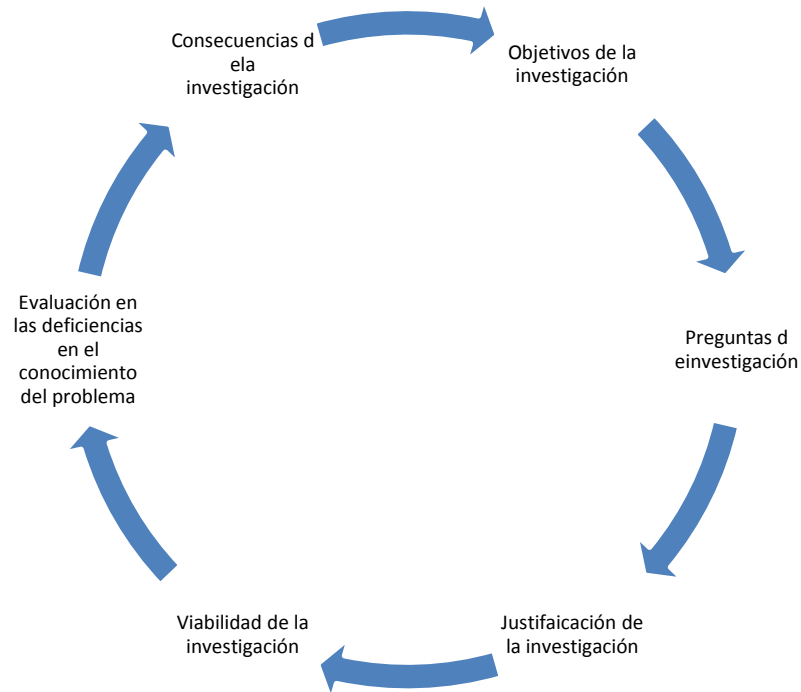 Consecuencias d
ela
investigación
Objetivos de la
investigación
Preguntas d
einvestigación
Justifaicación de
la investigación
Viabilidad de la
investigación
Evaluación en
las deficiencias
en el
conocimiento
del problema